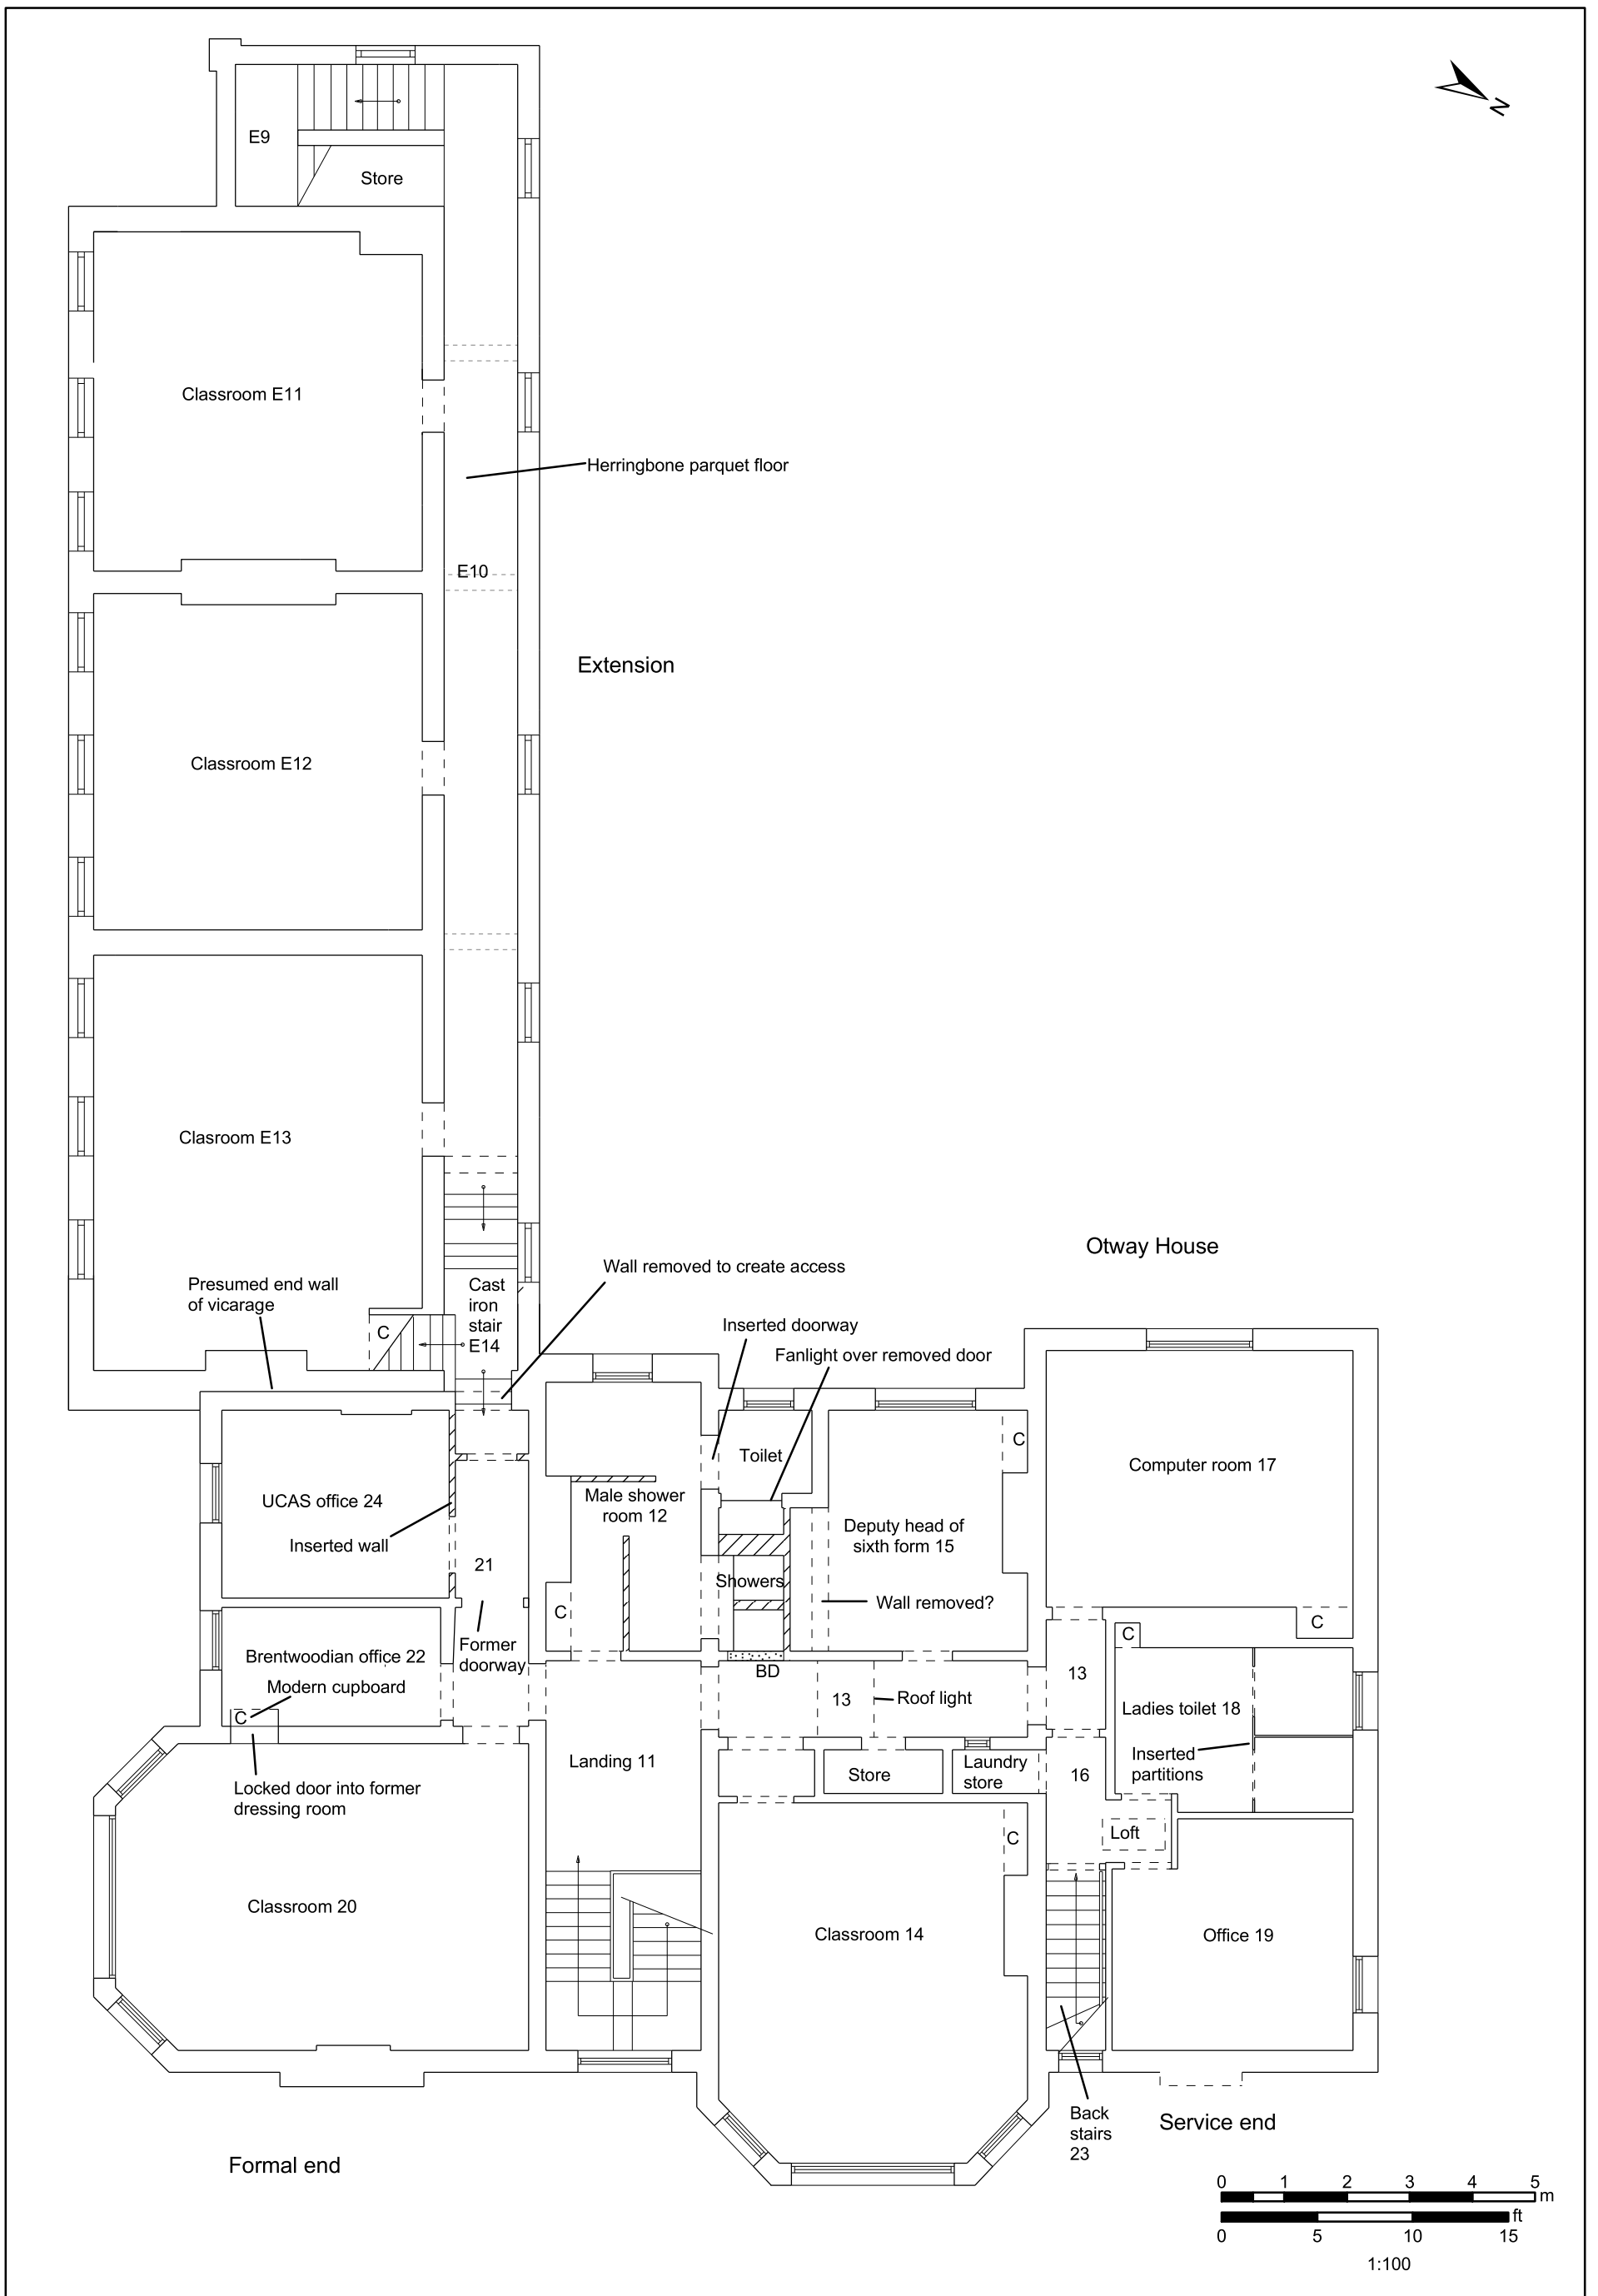 N
E9
Store
Classroom E11
Herringbone parquet floor
E10
Extension
Classroom E12
Clasroom E13
Otway House
Wall removed to create access
Presumed end wall
of vicarage
Cast
iron
stair
E14
C
Inserted doorway
Fanlight over removed door
Toilet
C
Computer room 17
UCAS office 24
Male shower
room 12
Deputy head of
sixth form 15
Inserted wall
21
Showers
Wall removed?
C
C
C
Former
doorway
Brentwoodian office 22
BD
13
Modern cupboard
C
13
Roof light
Ladies toilet 18
Landing 11
Inserted
partitions
Locked door into former
dressing room
Store
Laundry
store
16
C
Loft
Classroom 20
Classroom 14
Office 19
Back
stairs
23
Service end
Formal end
0 1 2 3 4 5
m
ft
0 5 10 15
1:100